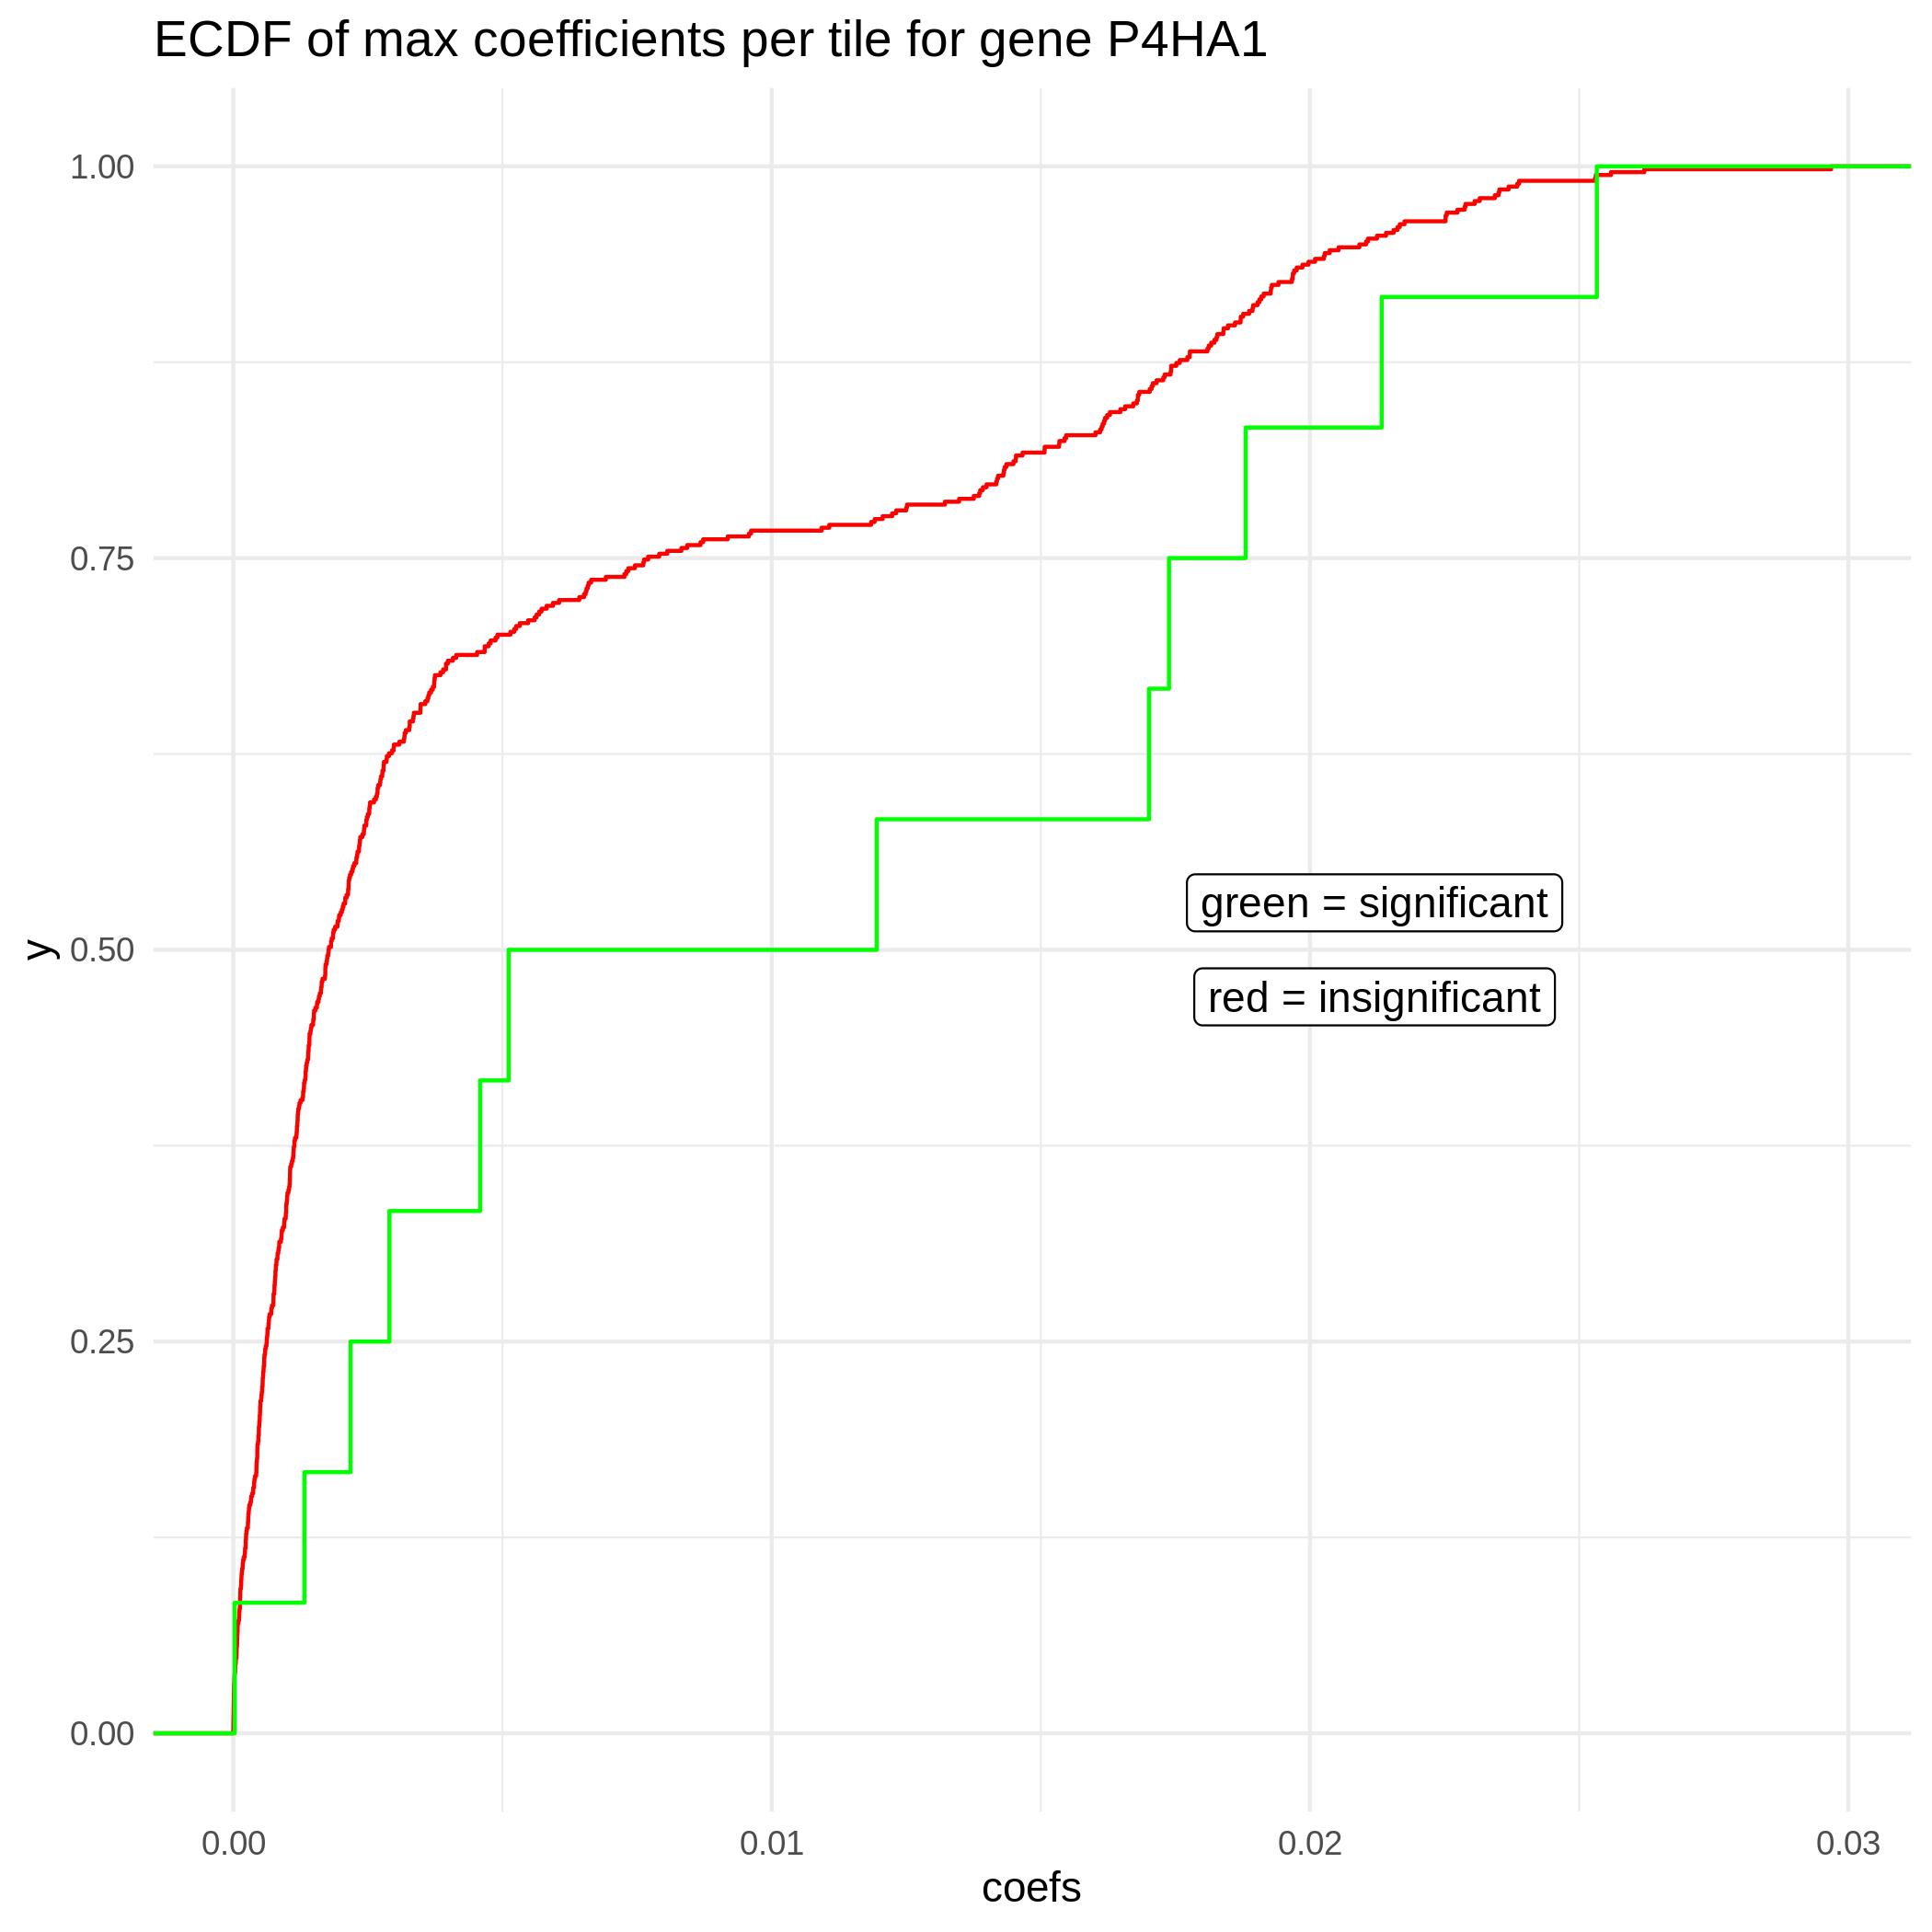 ECDF of max coefficients per tile for gene P4HA1
1.00
0.75
0.50
0.25
0.00
y
green = significant
red = insignificant
0.00 0.01 0.02 0.03
coefs